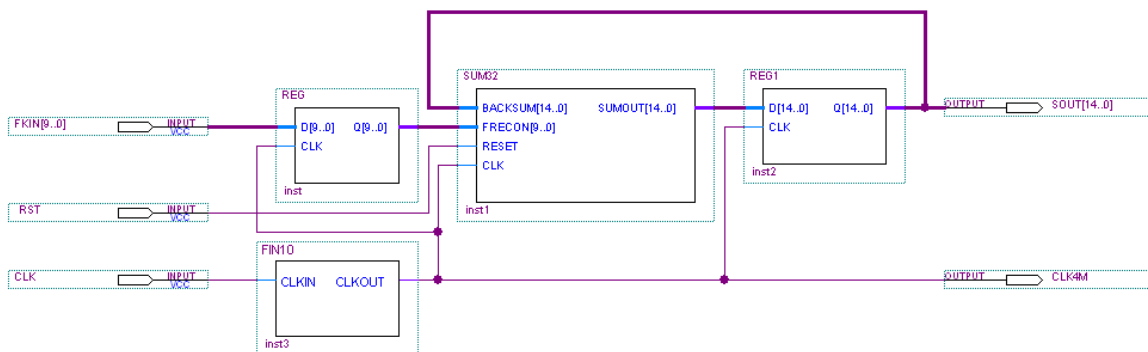 SUM32
REG
REG1
BACKSUM[14..0] SUMOUT[14..0]
D[14..0] Q[14..0]
OUTPUT SOUT[14..0]
FKIN[9..0] INPUT
VCC
D[9..0] Q[9..0]
FRECON[9..0]
CLK
CLK
RESET
CLK
inst
inst2
RST INPUT
VCC
inst1
FIN10
CLK INPUT
VCC
CLKIN CLKOUT
OUTPUT CLK4M
inst3